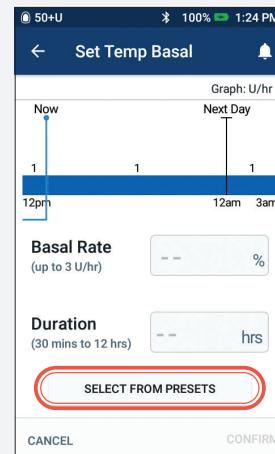 50+U 100% 1:24 PM
Set Temp Basal
Graph: U/hr
Now Next Day
1 1 1
12pm 12am 3am
Basal Rate
(up to 3 U/hr)
-- %
Duration
(30 mins to 12 hrs)
-- hrs
SELECT FROM PRESETS
CANCEL CONFIRM